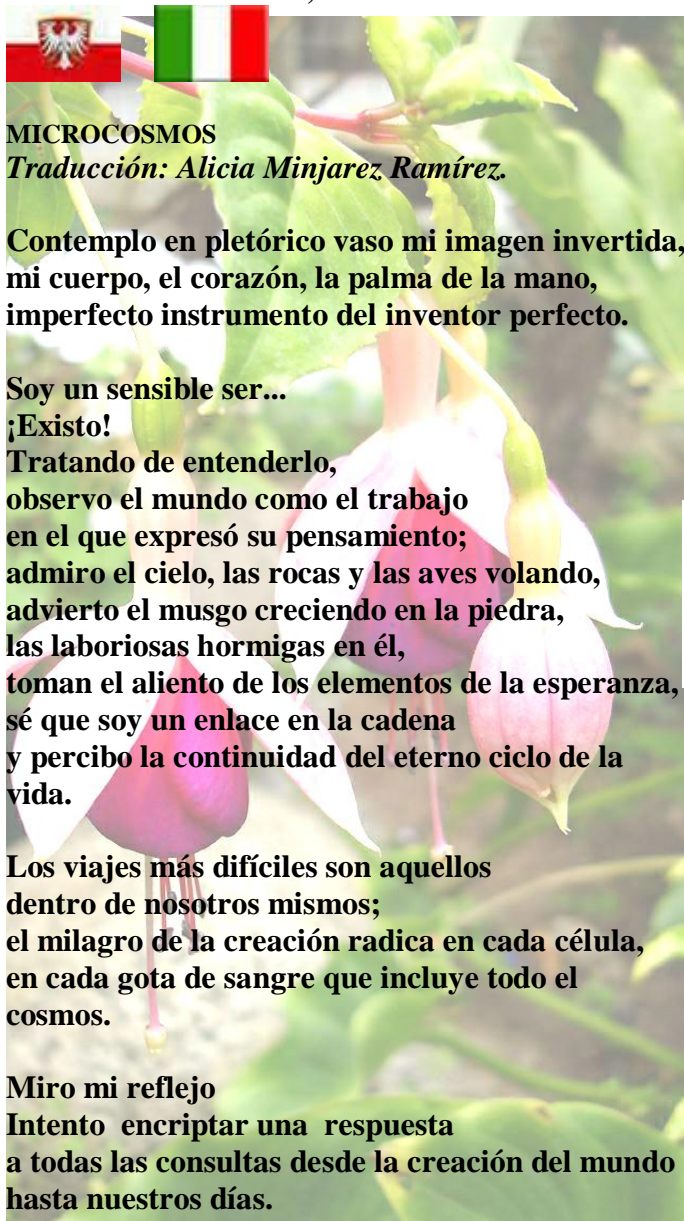 MICROCOSMOS
Traducción: Alicia Minjarez Ramírez.
Contemplo en pletórico vaso mi imagen invertida,
mi cuerpo, el corazón, la palma de la mano,
imperfecto instrumento del inventor perfecto.
Soy un sensible ser...
¡Existo!
Tratando de entenderlo,
observo el mundo como el trabajo
en el que expresó su pensamiento;
admiro el cielo, las rocas y las aves volando,
advierto el musgo creciendo en la piedra,
las laboriosas hormigas en él,
toman el aliento de los elementos de la esperanza,
sé que soy un enlace en la cadena
y percibo la continuidad del eterno ciclo de la
vida.
Los viajes más difíciles son aquellos
dentro de nosotros mismos;
el milagro de la creación radica en cada célula,
en cada gota de sangre que incluye todo el
cosmos.
Miro mi reflejo
Intento encriptar una respuesta
a todas las consultas desde la creación del mundo
hasta nuestros días.